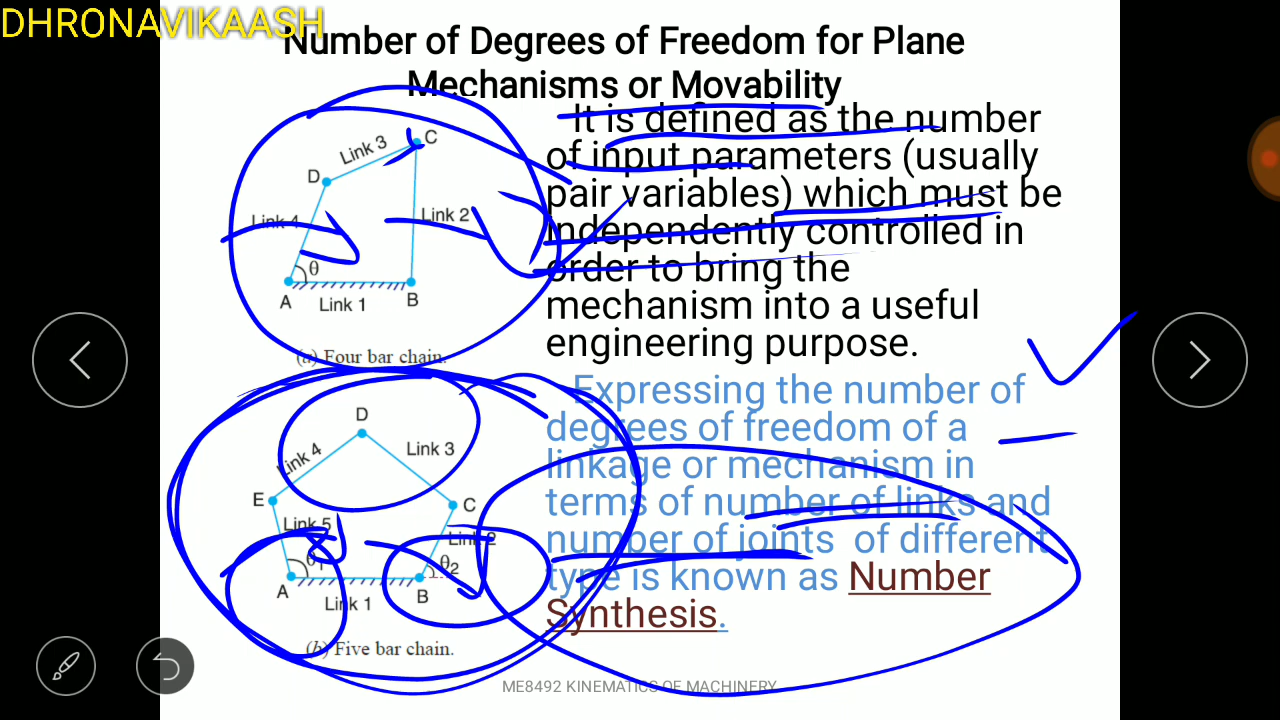 DHRONAVIKAASH
Number of Degrees of Freedom for Plane
Mechanisms or Movability
It is defined as the number
of input parameters (usually
pair variables) which must be
independently controlled in
order to bring the
mechanism into a useful
engineering purpose.
Expressing the number of
degrees of freedom of a
linkage or mechanism in
terms of number of links and
number of joints of different
type is known as Number
Synthesis.
C
Link 3
D
Link 4
Link 2
θ
A
Link 1
B
(a) Four bar chain.
D
Link 4
Link 3
E
C
Link 5
Link 2
θ1
θ2
A
Link 1
B
(b) Five bar chain.
ME8492 KINEMATICS OF MACHINERY